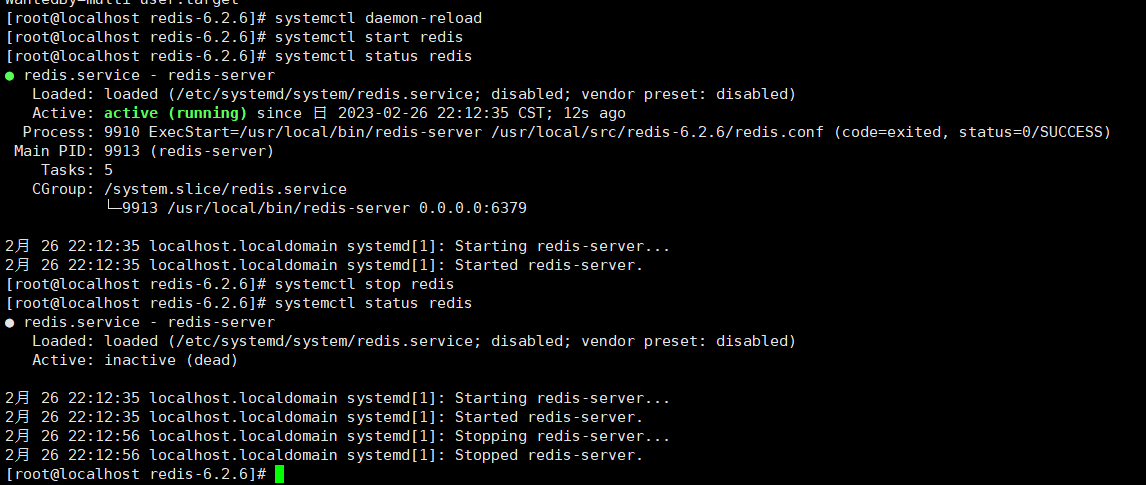 WantedBy=multi-user.target
[root@localhost redis-6.2.6]# systemctl daemon-reload
[root@localhost redis-6.2.6]# systemctl start redis
[root@localhost redis-6.2.6]# systemctl status redis
● redis.service - redis-server
   Loaded: loaded (/etc/systemd/system/redis.service; disabled; vendor preset: disabled)
   Active: active (running) since 日 2023-02-26 22:12:35 CST; 12s ago
  Process: 9910 ExecStart=/usr/local/bin/redis-server /usr/local/src/redis-6.2.6/redis.conf (code=exited, status=0/SUCCESS)
 Main PID: 9913 (redis-server)
    Tasks: 5
   CGroup: /system.slice/redis.service
           └─9913 /usr/local/bin/redis-server 0.0.0.0:6379
2月 26 22:12:35 localhost.localdomain systemd[1]: Starting redis-server...
2月 26 22:12:35 localhost.localdomain systemd[1]: Started redis-server.
[root@localhost redis-6.2.6]# systemctl stop redis
[root@localhost redis-6.2.6]# systemctl status redis
● redis.service - redis-server
   Loaded: loaded (/etc/systemd/system/redis.service; disabled; vendor preset: disabled)
   Active: inactive (dead)
2月 26 22:12:35 localhost.localdomain systemd[1]: Starting redis-server...
2月 26 22:12:35 localhost.localdomain systemd[1]: Started redis-server.
2月 26 22:12:56 localhost.localdomain systemd[1]: Stopping redis-server...
2月 26 22:12:56 localhost.localdomain systemd[1]: Stopped redis-server.
[root@localhost redis-6.2.6]#